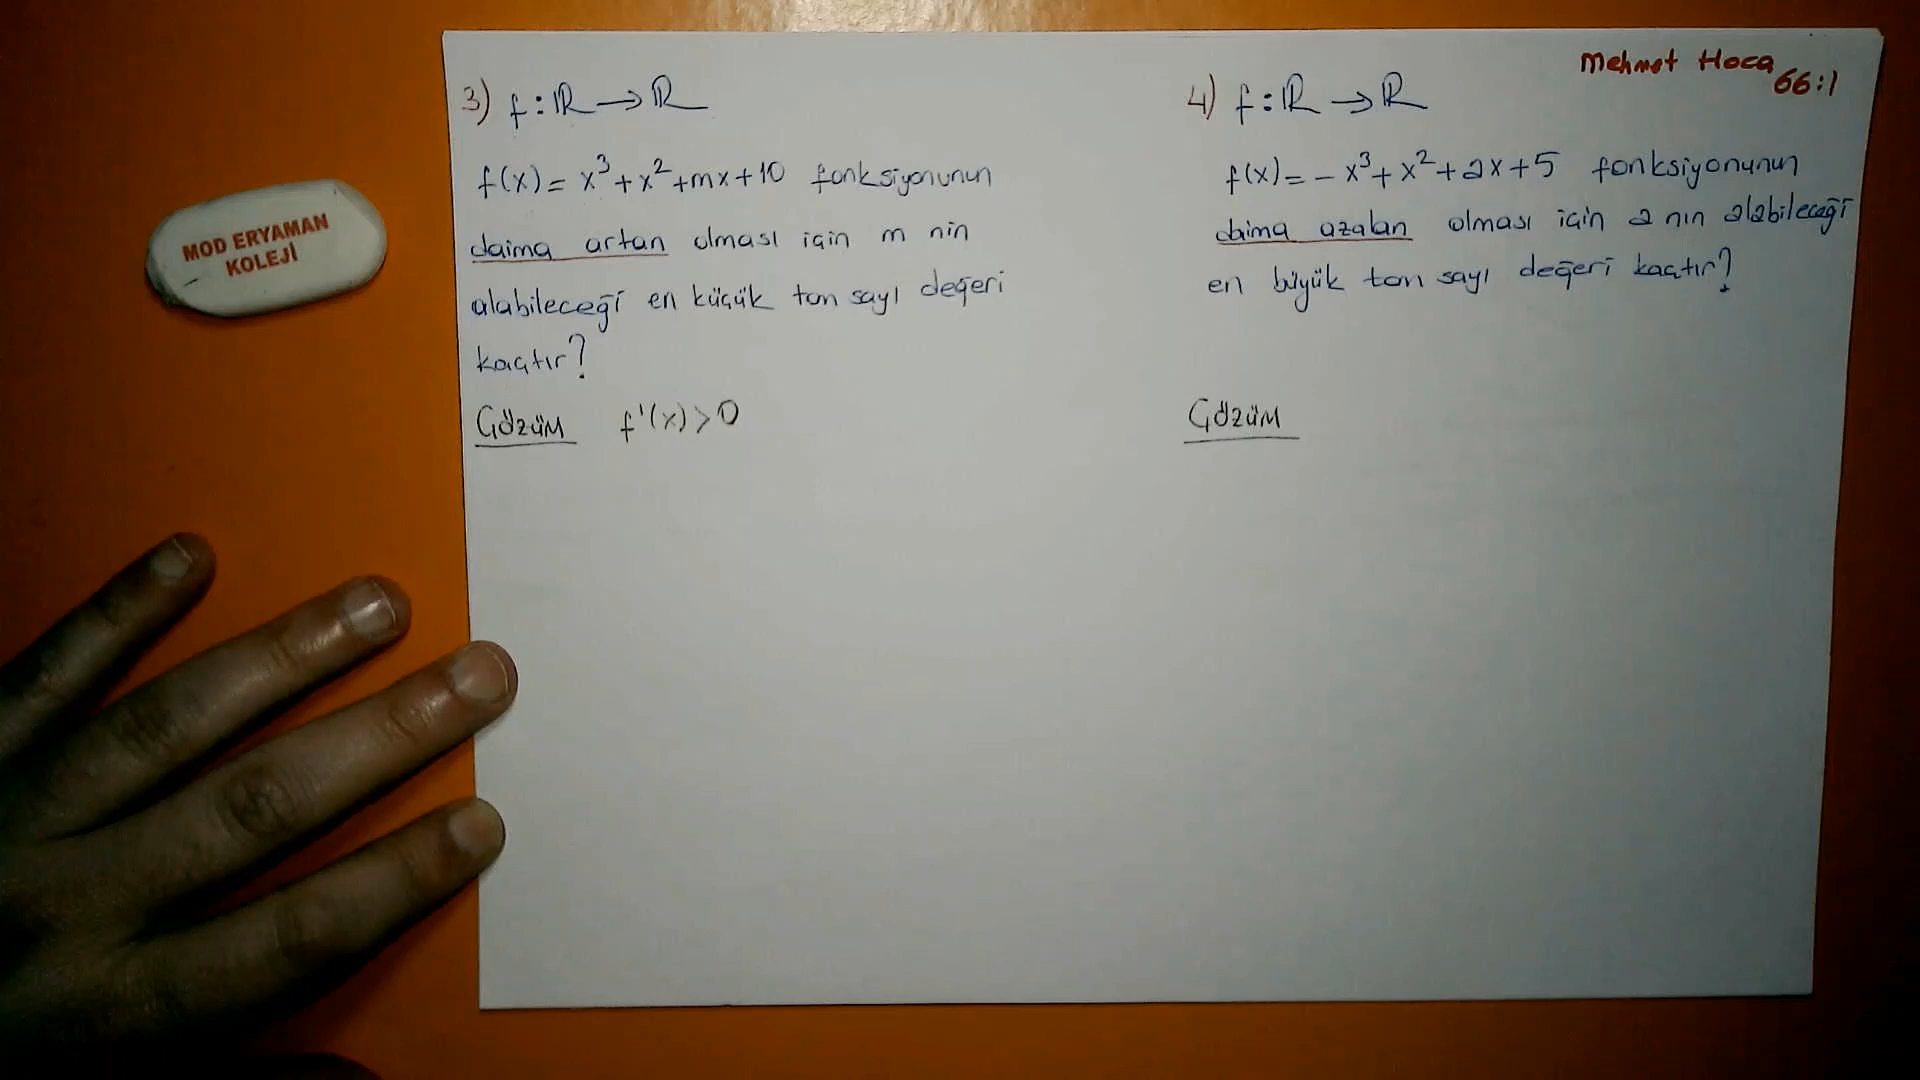 MOD ERYAMAN
KOLEJİ
Mehmet Hoca
66:1
3) f:ℝ→ℝ
f(x)=x³+x²+mx+10 fonksiyonunun
daima artan olması için m nin
alabileceği en küçük tam sayı değeri
kaçtır?
Çözüm f'(x)>0
4) f:ℝ→ℝ
f(x)=-x³+x²+ax+5 fonksiyonunun
daima azalan olması için a nın alabileceği
en büyük tam sayı değeri kaçtır?
Çözüm